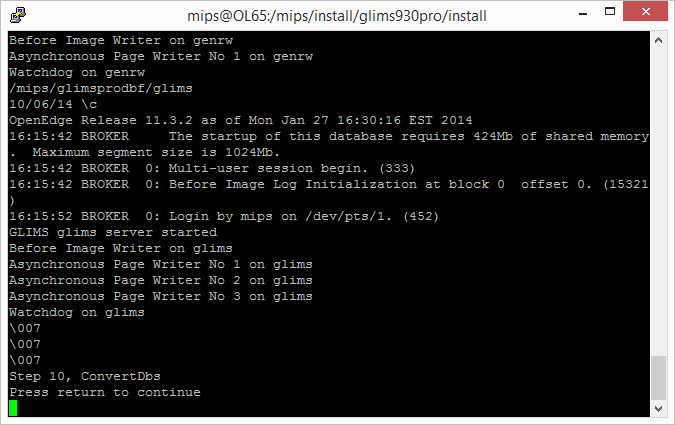 mips@OL65:/mips/install/glims930pro/install
Before Image Writer on genrw
Asynchronous Page Writer No 1 on genrw
Watchdog on genrw
/mips/glimsprodbf/glims
10/06/14 \c
OpenEdge Release 11.3.2 as of Mon Jan 27 16:30:16 EST 2014
16:15:42 BROKER     The startup of this database requires 424Mb of shared memory
.  Maximum segment size is 1024Mb.
16:15:42 BROKER  0: Multi-user session begin. (333)
16:15:42 BROKER  0: Before Image Log Initialization at block 0  offset 0. (15321
)
16:15:52 BROKER  0: Login by mips on /dev/pts/1. (452)
GLIMS glims server started
Before Image Writer on glims
Asynchronous Page Writer No 1 on glims
Asynchronous Page Writer No 2 on glims
Asynchronous Page Writer No 3 on glims
Watchdog on glims
\007
\007
\007
Step 10, ConvertDbs
Press return to continue